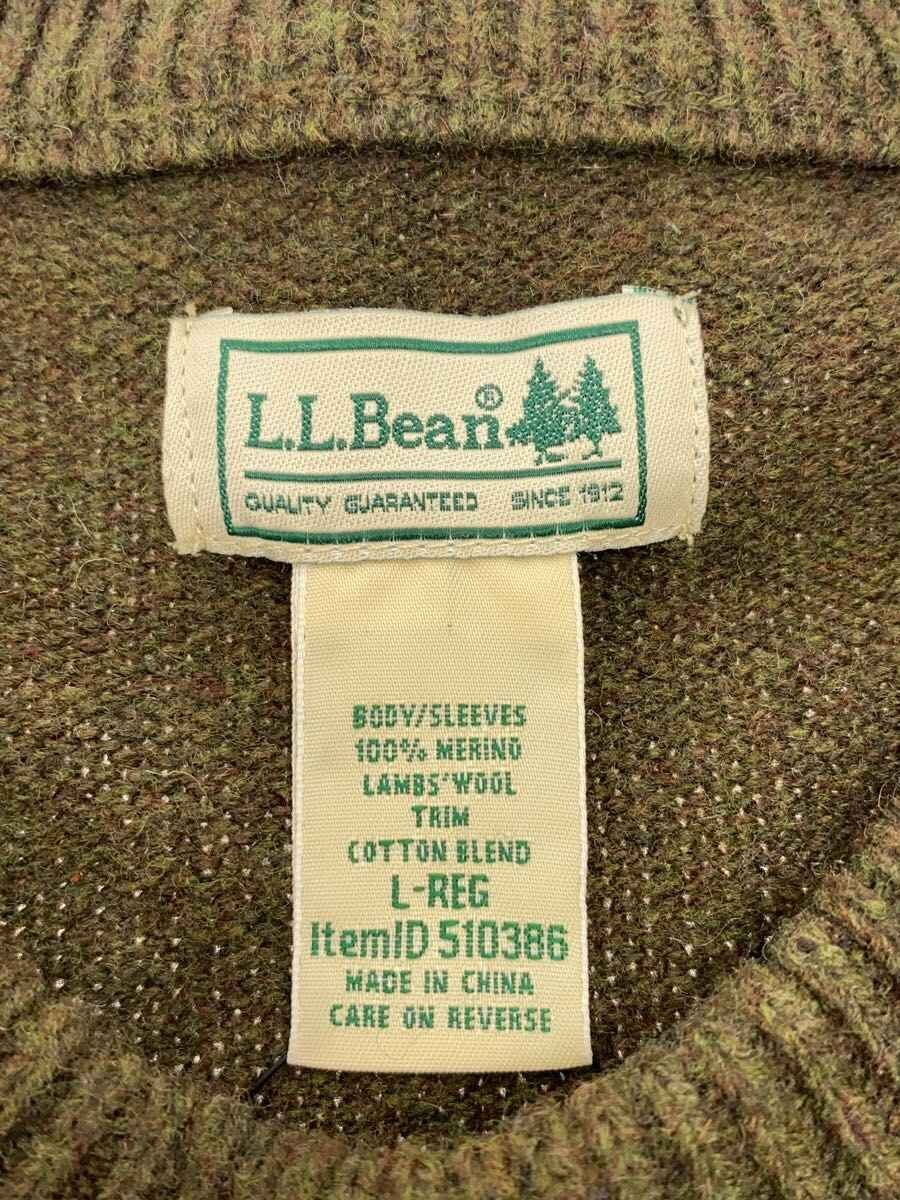 L.L.Bean®
QUALITY GUARANTEED SINCE 1912
BODY/SLEEVES
100% MERINO
LAMBS'WOOL
TRIM
COTTON BLEND
L-REG
ItemID 510386
MADE IN CHINA
CARE ON REVERSE